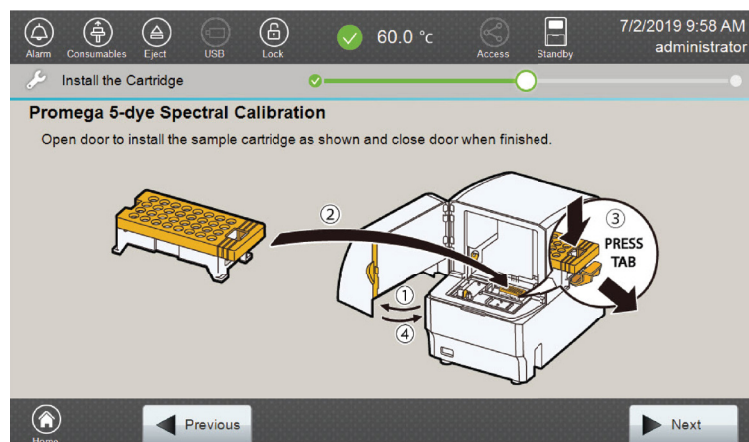 7/2/2019 9:58 AM
60.0 °c
administrator
Alarm Consumables Eject USB Lock Access Standby
Install the Cartridge
Promega 5-dye Spectral Calibration
Open door to install the sample cartridge as shown and close door when finished.
②
③
PRESS
TAB
①
④
Previous
Next
Home